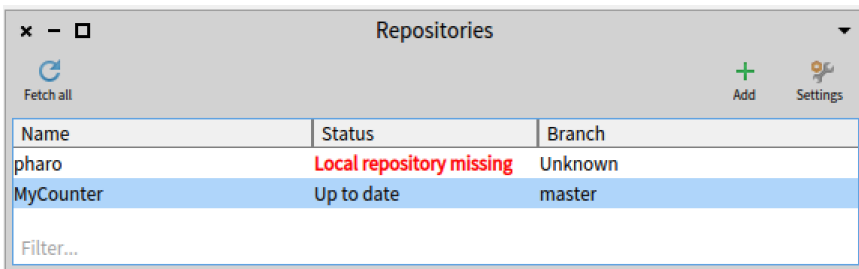 Repositories
Fetch all
Add Settings
Name Status Branch
pharo Local repository missing Unknown
MyCounter Up to date master
Filter...